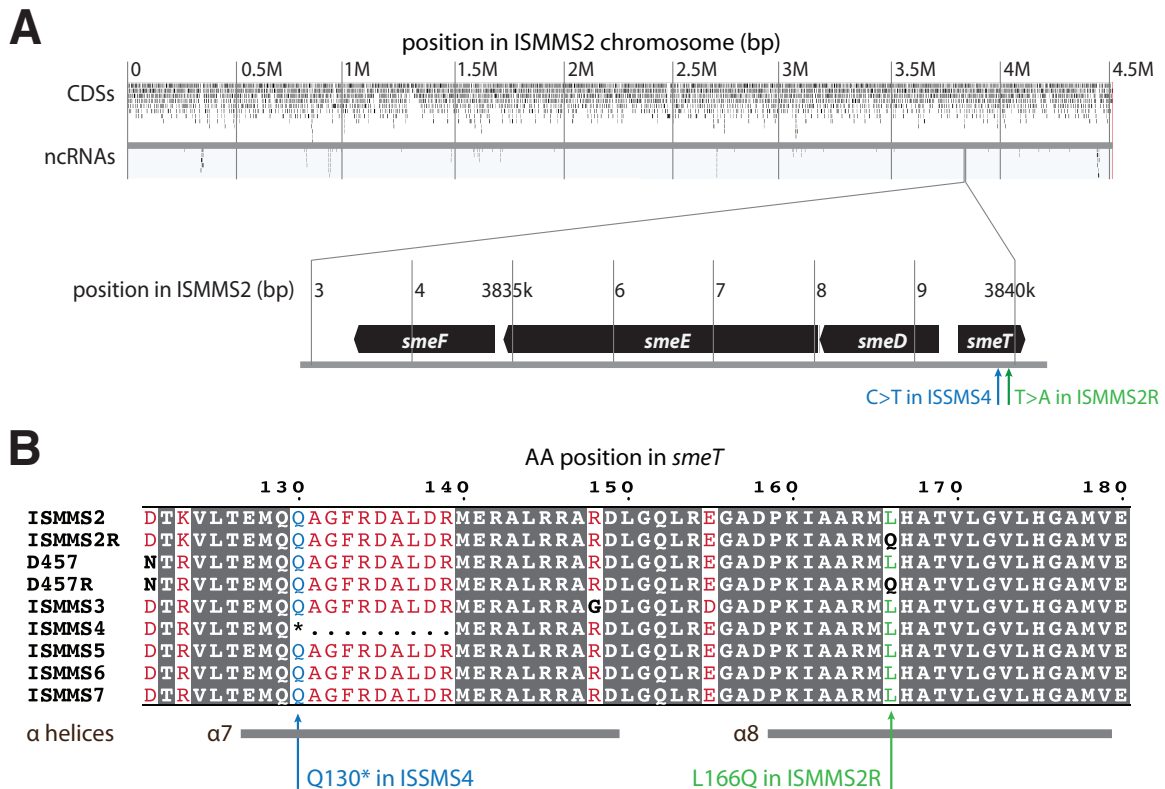 A
position in ISMMS2 chromosome (bp)
0 0.5M 1M 1.5M 2M 2.5M 3M 3.5M 4M 4.5M
CDSs
ncRNAs
position in ISMMS2 (bp) 3 4 3835k 6 7 8 9 3840k
smeF smeE smeD smeT
C>T in ISSMS4 T>A in ISMMS2R
B
AA position in smeT
130 140 150 160 170 180
ISMMS2 DTKVLTEMQQAGFRDALDRMERALRRARDLGQLREGADPKIAARMLHATVLGVLHGAMVE
ISMMS2R DTKVLTEMQQAGFRDALDRMERALRRARDLGQLREGADPKIAARMQHATVLGVLHGAMVE
D457 NTRVLTEMQQAGFRDALDRMERALRRARDLGQLREGADPKIAARMLHATVLGVLHGAMVE
D457R NTRVLTEMQQAGFRDALDRMERALRRARDLGQLREGADPKIAARMQHATVLGVLHGAMVE
ISMMS3 DTRVLTEMQQAGFRDALDRMERALRRAGDLGQLRDGADPKIAARMLHATVLGVLHGAMVE
ISMMS4 DTRVLTEMQ*.........MERALRRARDLGQLREGADPKIAARMLHATVLGVLHGAMVE
ISMMS5 DTRVLTEMQQAGFRDALDRMERALRRARDLGQLREGADPKIAARMLHATVLGVLHGAMVE
ISMMS6 DTRVLTEMQQAGFRDALDRMERALRRARDLGQLREGADPKIAARMLHATVLGVLHGAMVE
ISMMS7 DTRVLTEMQQAGFRDALDRMERALRRARDLGQLREGADPKIAARMLHATVLGVLHGAMVE
α helices α7 α8
Q130* in ISSMS4 L166Q in ISMMS2R